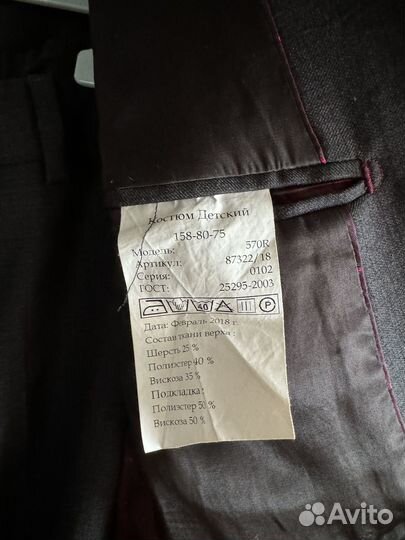 Костюм Детский
158-80-75
Модель: 570R
Артикул: 87322/18
Серия: 0102
ГОСТ: 25295-2003
40 A P
Дата: Февраль 2018 г.
Состав ткани верха:
Шерсть 25 %
Полиэстер 40 %
Вискоза 35 %
Подкладка:
Полиэстер 50 %
Вискоза 50 %
Avito